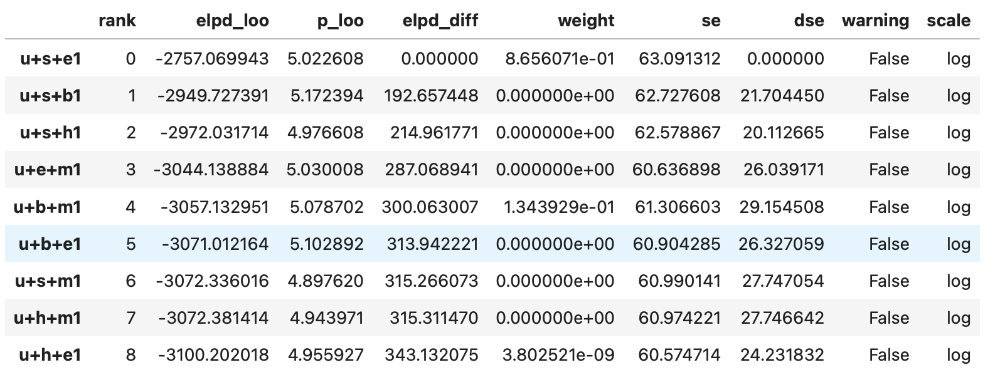 rank elpd_loo p_loo elpd_diff weight se dse warning scale
u+s+e1 0 -2757.069943 5.022608 0.000000 8.656071e-01 63.091312 0.000000 False log
u+s+b1 1 -2949.727391 5.172394 192.657448 0.000000e+00 62.727608 21.704450 False log
u+s+h1 2 -2972.031714 4.976608 214.961771 0.000000e+00 62.578867 20.112665 False log
u+e+m1 3 -3044.138884 5.030008 287.068941 0.000000e+00 60.636898 26.039171 False log
u+b+m1 4 -3057.132951 5.078702 300.063007 1.343929e-01 61.306603 29.154508 False log
u+b+e1 5 -3071.012164 5.102892 313.942221 0.000000e+00 60.904285 26.327059 False log
u+s+m1 6 -3072.336016 4.897620 315.266073 0.000000e+00 60.990141 27.747054 False log
u+h+m1 7 -3072.381414 4.943971 315.311470 0.000000e+00 60.974221 27.746642 False log
u+h+e1 8 -3100.202018 4.955927 343.132075 3.802521e-09 60.574714 24.231832 False log